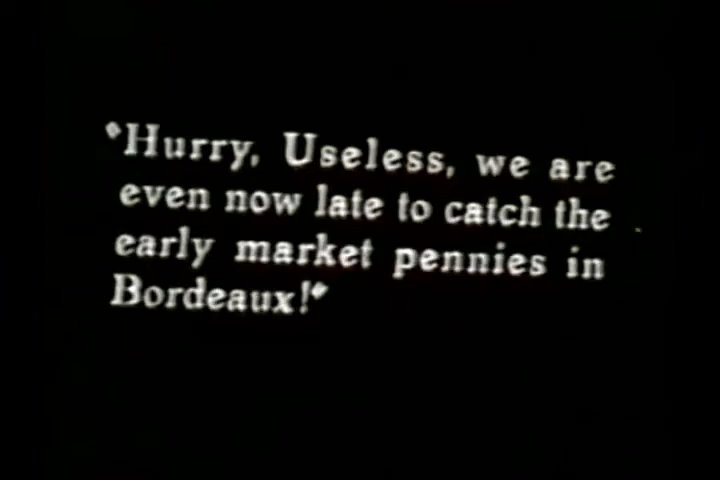 "Hurry, Useless, we are
even now late to catch the
early market pennies in
Bordeaux!"